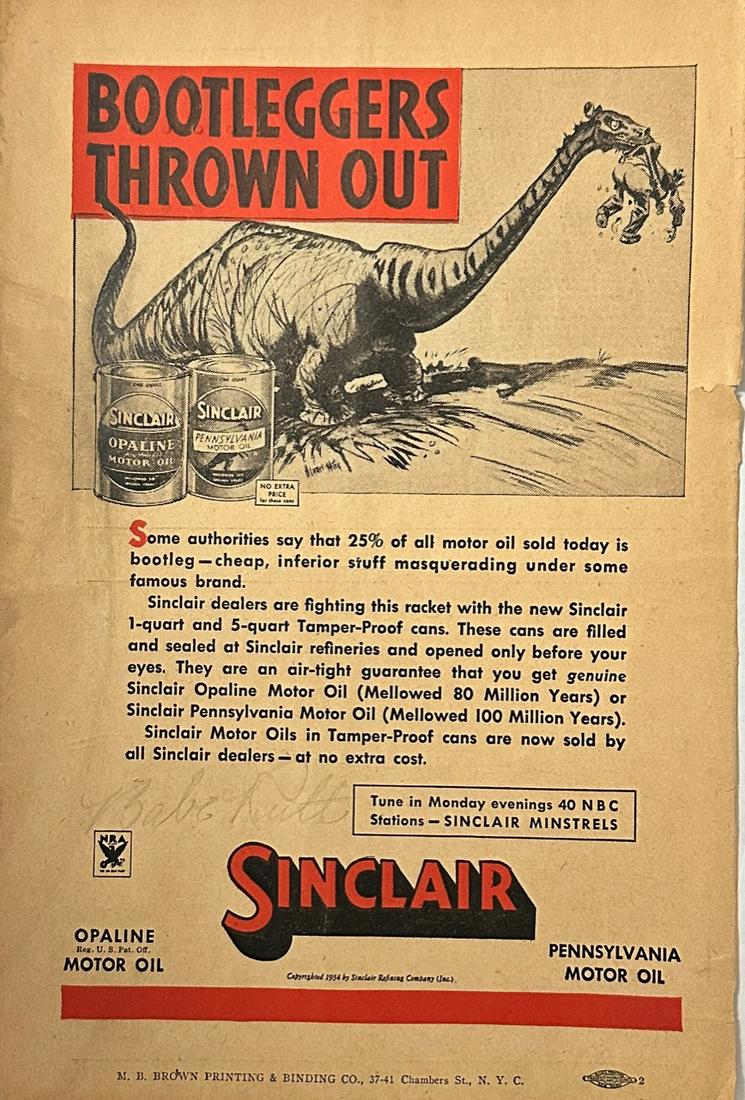 BOOTLEGGERS
THROWN OUT
ONE QUART
SINCLAIR
OPALINE
MOTOR OIL
ONE QUART
SINCLAIR
PENNSYLVANIA
MOTOR OIL
NO EXTRA
PRICE
for these cans
Some authorities say that 25% of all motor oil sold today is
bootleg—cheap, inferior stuff masquerading under some
famous brand.
Sinclair dealers are fighting this racket with the new Sinclair
1-quart and 5-quart Tamper-Proof cans. These cans are filled
and sealed at Sinclair refineries and opened only before your
eyes. They are an air-tight guarantee that you get genuine
Sinclair Opaline Motor Oil (Mellowed 80 Million Years) or
Sinclair Pennsylvania Motor Oil (Mellowed 100 Million Years).
Sinclair Motor Oils in Tamper-Proof cans are now sold by
all Sinclair dealers—at no extra cost.
Babe
Tune in Monday evenings 40 NBC
Stations—SINCLAIR MINSTRELS
NRA
SINCLAIR
OPALINE
Reg. U. S. Pat. Off.
MOTOR OIL
PENNSYLVANIA
MOTOR OIL
Copyrighted 1934 by Sinclair Refining Company (Inc.)
M. B. BROWN PRINTING & BINDING CO., 37-41 Chambers St., N. Y. C.
2